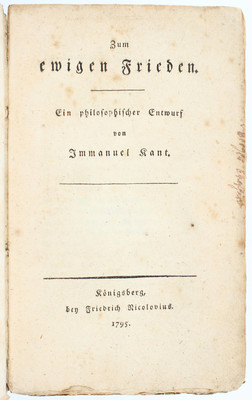 Zum
ewigen Frieden.
Ein philosophischer Entwurf
von
Immanuel Kant.
Königsberg,
bey Friedrich Nicolovius.
1795.